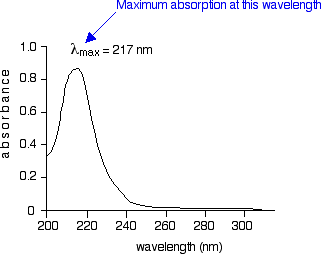 Maximum absorption at this wavelength
λmax = 217 nm
1.0
0.8
0.6
0.4
0.2
0
absorbance
200 220 240 260 280 300
wavelength (nm)